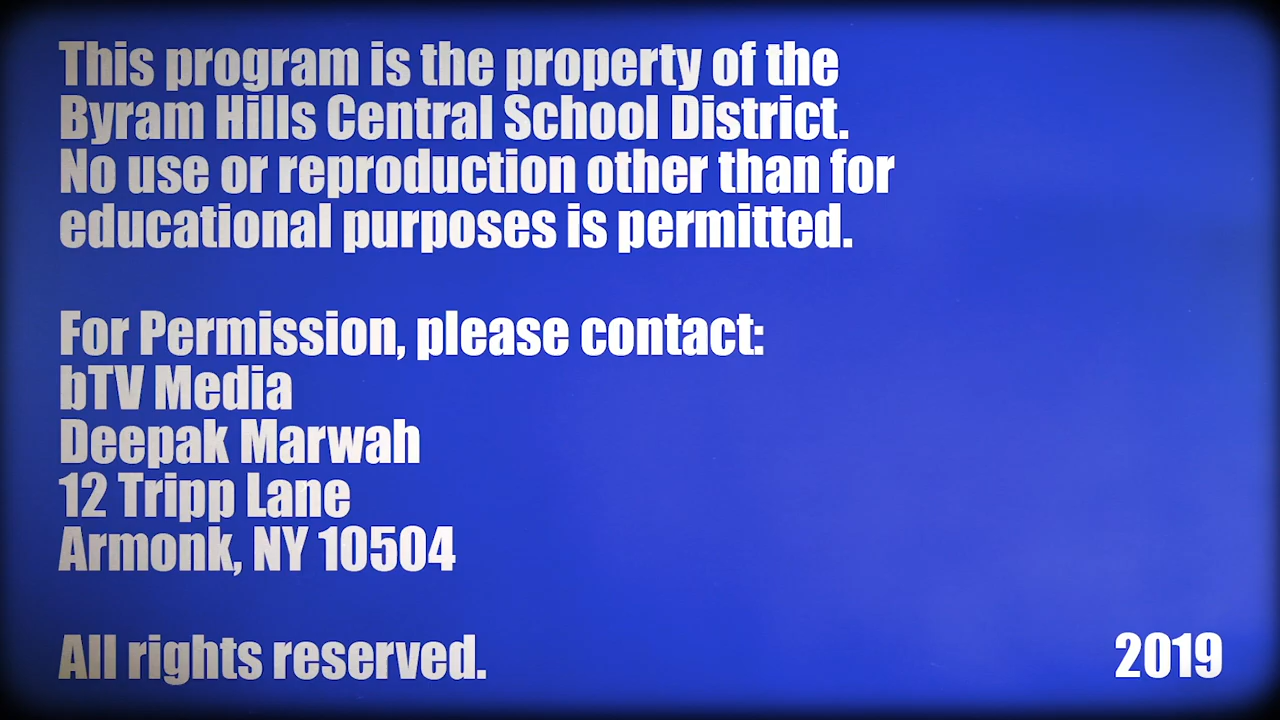 This program is the property of the
Byram Hills Central School District.
No use or reproduction other than for
educational purposes is permitted.
For Permission, please contact:
bTV Media
Deepak Marwah
12 Tripp Lane
Armonk, NY 10504
All rights reserved.
2019